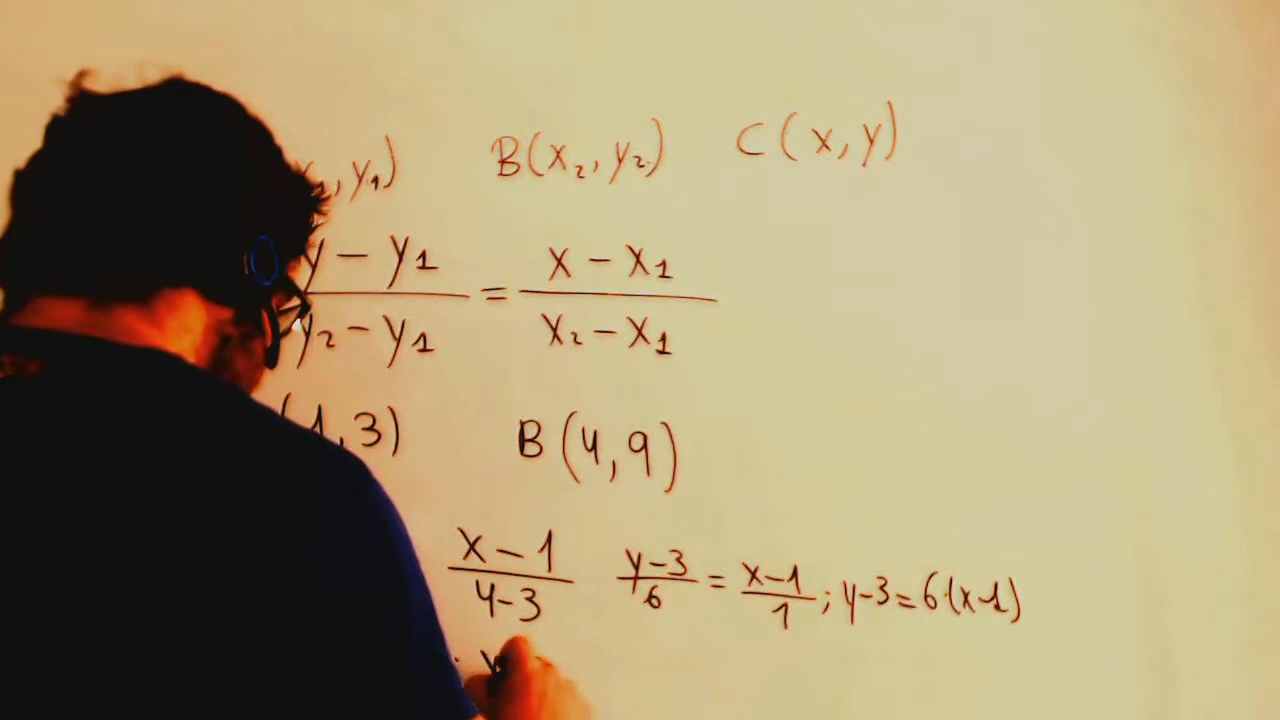 , y₁) B(x₂, y₂) C(x, y)
y - y₁ / y₂ - y₁ = x - x₁ / x₂ - x₁
(1, 3) B(4, 9)
x - 1 / 4 - 3 y - 3 / 6 = x - 1 / 1 ; y - 3 = 6·(x - 1)